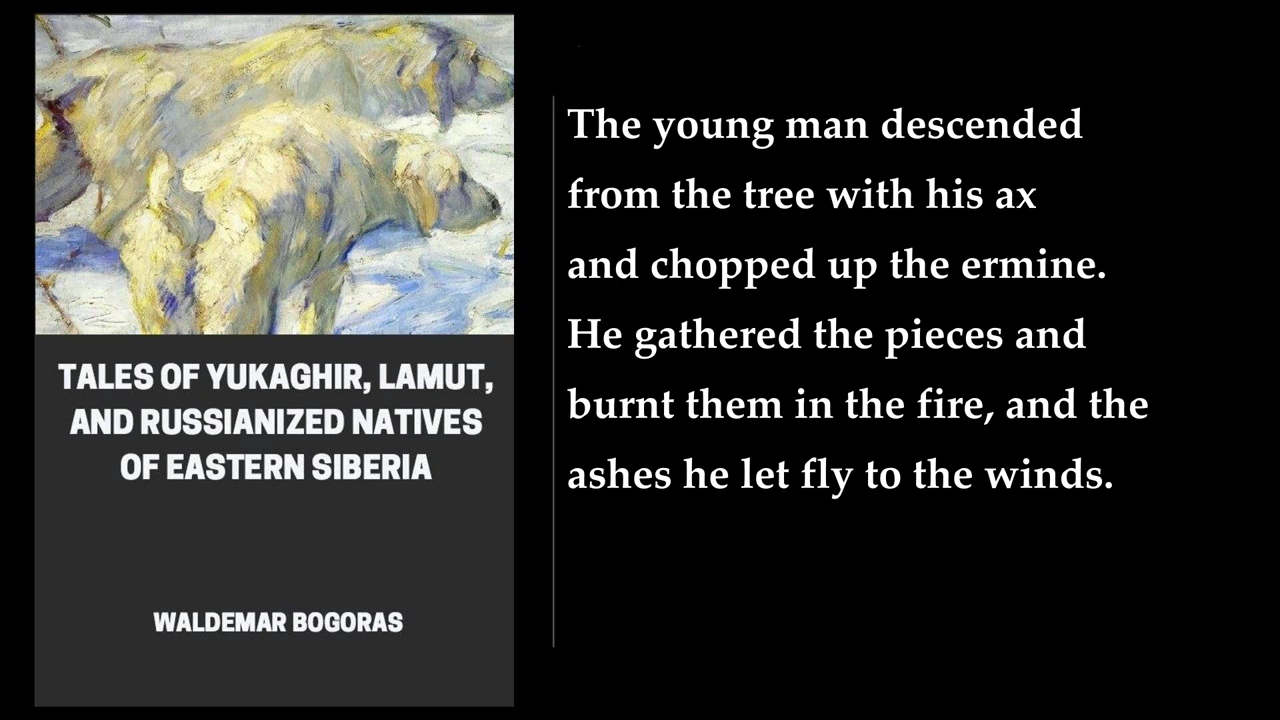 TALES OF YUKAGHIR, LAMUT,
AND RUSSIANIZED NATIVES
OF EASTERN SIBERIA
WALDEMAR BOGORAS
The young man descended
from the tree with his ax
and chopped up the ermine.
He gathered the pieces and
burnt them in the fire, and the
ashes he let fly to the winds.